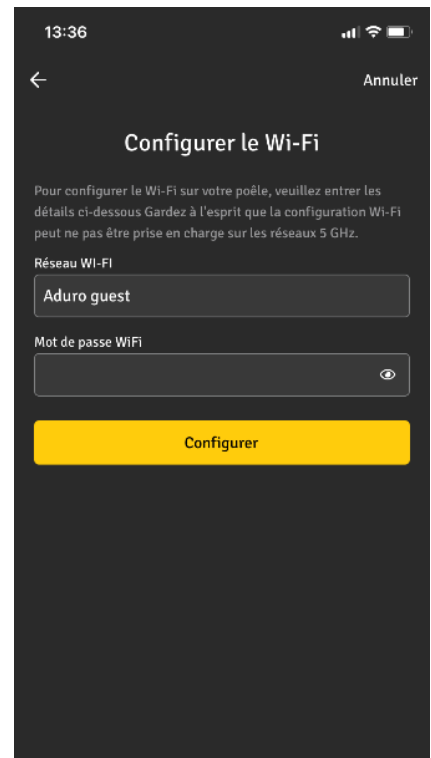 13:36
Annuler
Configurer le Wi-Fi
Pour configurer le Wi-Fi sur votre poêle, veuillez entrer les
détails ci-dessous Gardez à l'esprit que la configuration Wi-Fi
peut ne pas être prise en charge sur les réseaux 5 GHz.
Réseau WI-FI
Aduro guest
Mot de passe WiFi
Configurer